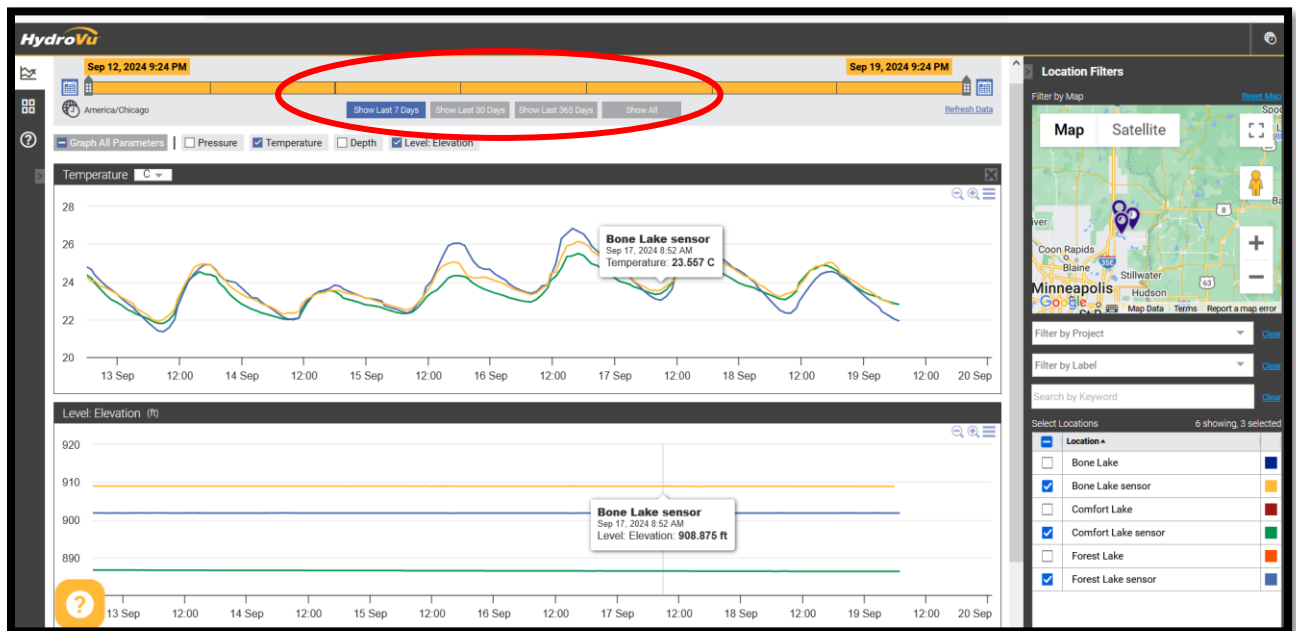 HydroVu
Sep 12, 2024 9:24 PM
Sep 19, 2024 9:24 PM
America/Chicago
Show Last 7 Days
Show Last 30 Days
Show Last 365 Days
Show All
Refresh Data
Graph All Parameters
Pressure
Temperature
Depth
Level: Elevation
Temperature C
28
26
24
22
20
Bone Lake sensor
Sep 17, 2024 8:52 AM
Temperature: 23.557 C
13 Sep 12:00 14 Sep 12:00 15 Sep 12:00 16 Sep 12:00 17 Sep 12:00 18 Sep 12:00 19 Sep 12:00 20 Sep
Level: Elevation (ft)
920
910
900
890
Bone Lake sensor
Sep 17, 2024 8:52 AM
Level: Elevation: 908.875 ft
?
13 Sep 12:00 14 Sep 12:00 15 Sep 12:00 16 Sep 12:00 17 Sep 12:00 18 Sep 12:00 19 Sep 12:00 20 Sep
Location Filters
Filter by Map
Reset Map
Map
Satellite
8
Coon Rapids
Blaine
35E
Stillwater
Minneapolis
Hudson
63
Google
Map Data
Terms
Report a map error
Filter by Project
Clear
Filter by Label
Clear
Search by Keyword
Clear
Select Locations
6 showing, 3 selected
Location
Bone Lake
Bone Lake sensor
Comfort Lake
Comfort Lake sensor
Forest Lake
Forest Lake sensor